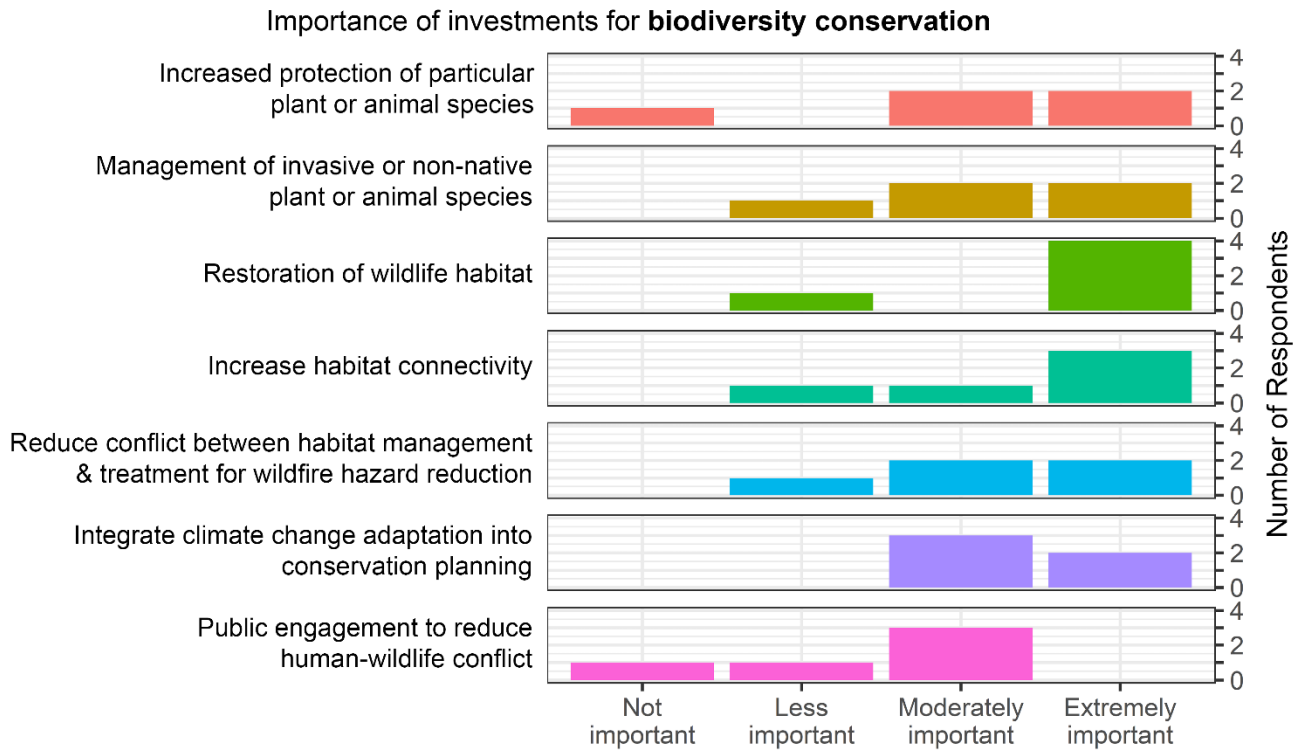 Importance of investments for biodiversity conservation
Increased protection of particular
plant or animal species
4
2
0
Management of invasive or non-native
plant or animal species
4
2
0
Restoration of wildlife habitat
4
2
0
Increase habitat connectivity
4
2
0
Reduce conflict between habitat management
& treatment for wildfire hazard reduction
4
2
0
Integrate climate change adaptation into
conservation planning
4
2
0
Public engagement to reduce
human-wildlife conflict
4
2
0
Number of Respondents
Not
important
Less
important
Moderately
important
Extremely
important